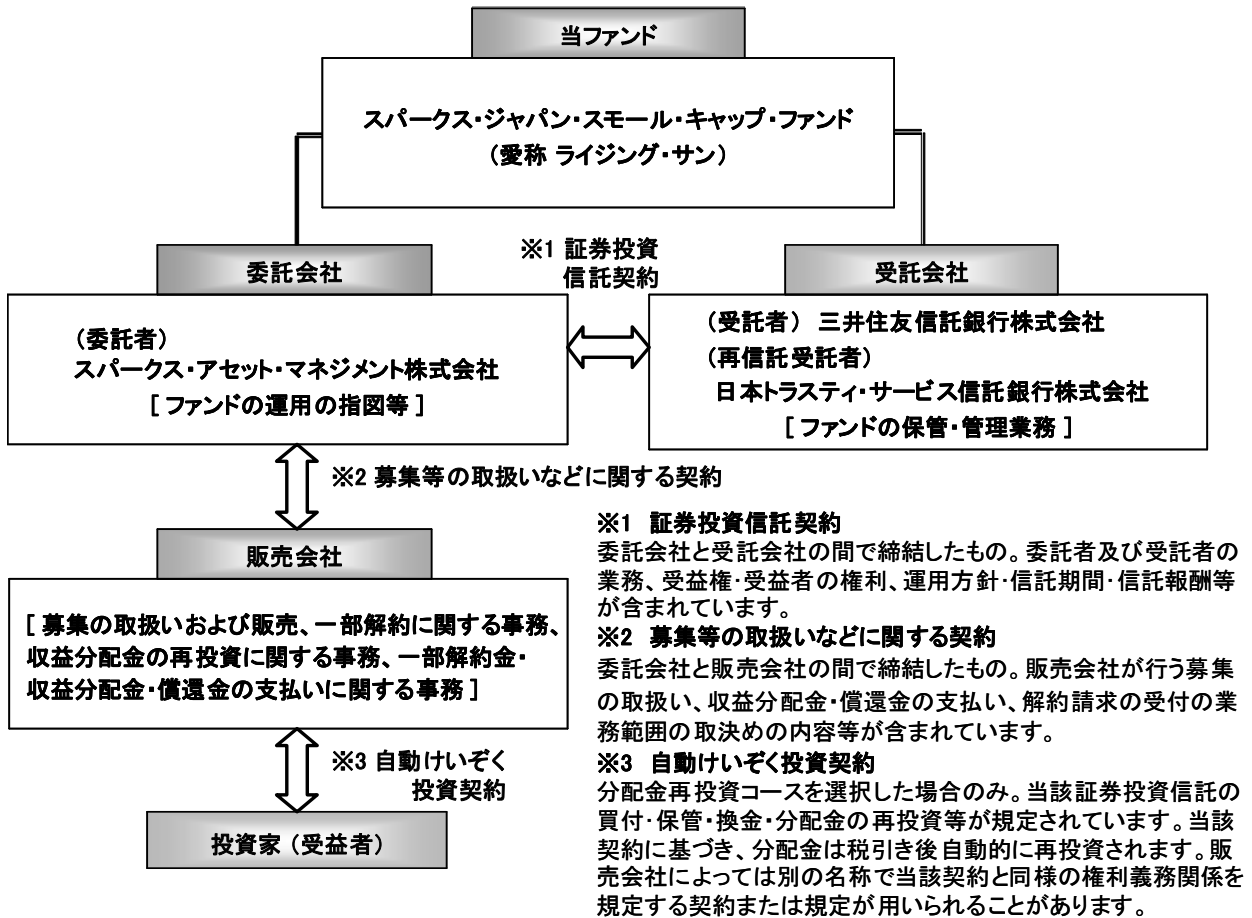 当ファンド
スパークス・ジャパン・スモール・キャップ・ファンド
（愛称 ライジング・サン）
※1 証券投資
信託契約
委託会社
（委託者）
スパークス・アセット・マネジメント株式会社
[ ファンドの運用の指図等 ]
受託会社
（受託者） 三井住友信託銀行株式会社
（再信託受託者）
日本トラスティ・サービス信託銀行株式会社
[ ファンドの保管・管理業務 ]
※2 募集等の取扱いなどに関する契約
販売会社
[ 募集の取扱いおよび販売、一部解約に関する事務、
収益分配金の再投資に関する事務、一部解約金・
収益分配金・償還金の支払いに関する事務 ]
※3 自動けいぞく
投資契約
投資家（受益者）
※1 証券投資信託契約
委託会社と受託会社の間で締結したもの。委託者及び受託者の
業務、受益権・受益者の権利、運用方針・信託期間・信託報酬等
が含まれています。
※2 募集等の取扱いなどに関する契約
委託会社と販売会社の間で締結したもの。販売会社が行う募集
の取扱い、収益分配金・償還金の支払い、解約請求の受付の業
務範囲の取決めの内容等が含まれています。
※3 自動けいぞく投資契約
分配金再投資コースを選択した場合のみ。当該証券投資信託の
買付・保管・換金・分配金の再投資等が規定されています。当該
契約に基づき、分配金は税引き後自動的に再投資されます。販
売会社によっては別の名称で当該契約と同様の権利義務関係を
規定する契約または規定が用いられることがあります。